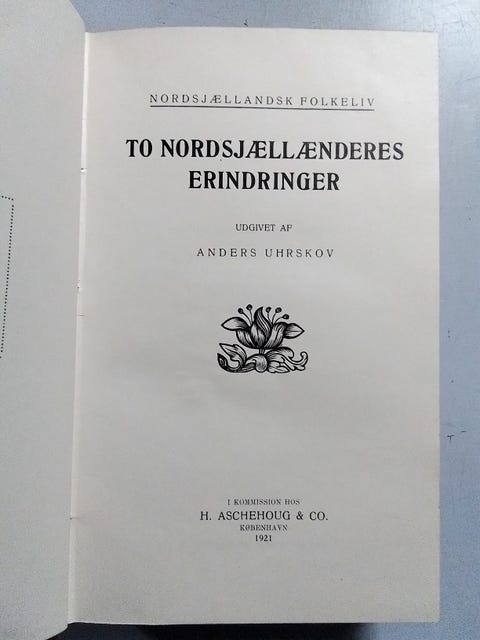 NORDSJÆLLANDSK FOLKELIV
TO NORDSJÆLLÆNDERES
ERINDRINGER
UDGIVET AF
ANDERS UHRSKOV
I KOMMISSION HOS
H. ASCHEHOUG & CO.
KØBENHAVN
1921